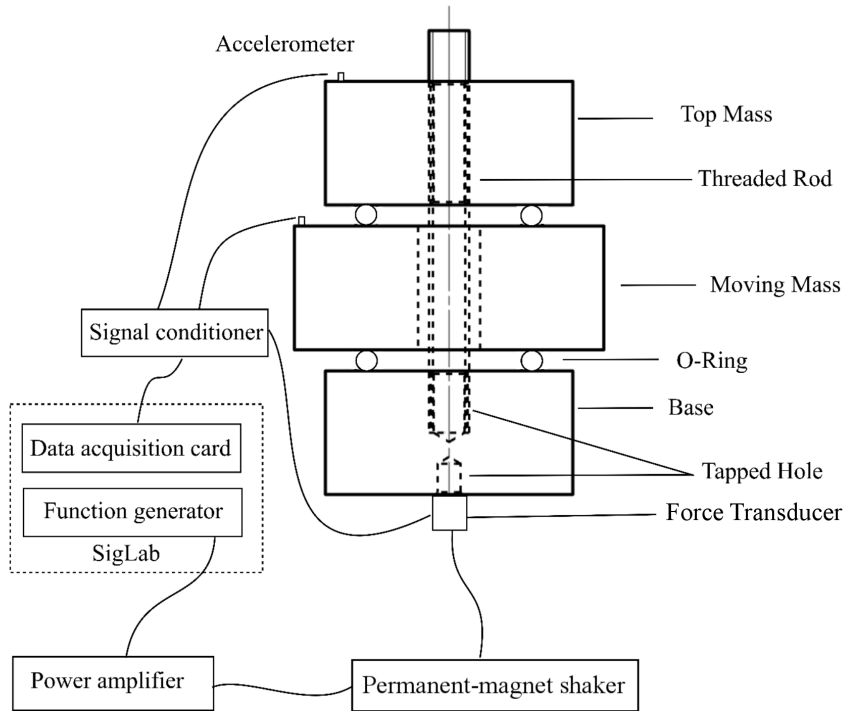 Accelerometer
Top Mass
Threaded Rod
Moving Mass
Signal conditioner
O-Ring
Base
Data acquisition card
Tapped Hole
Function generator
Force Transducer
SigLab
Power amplifier
Permanent-magnet shaker